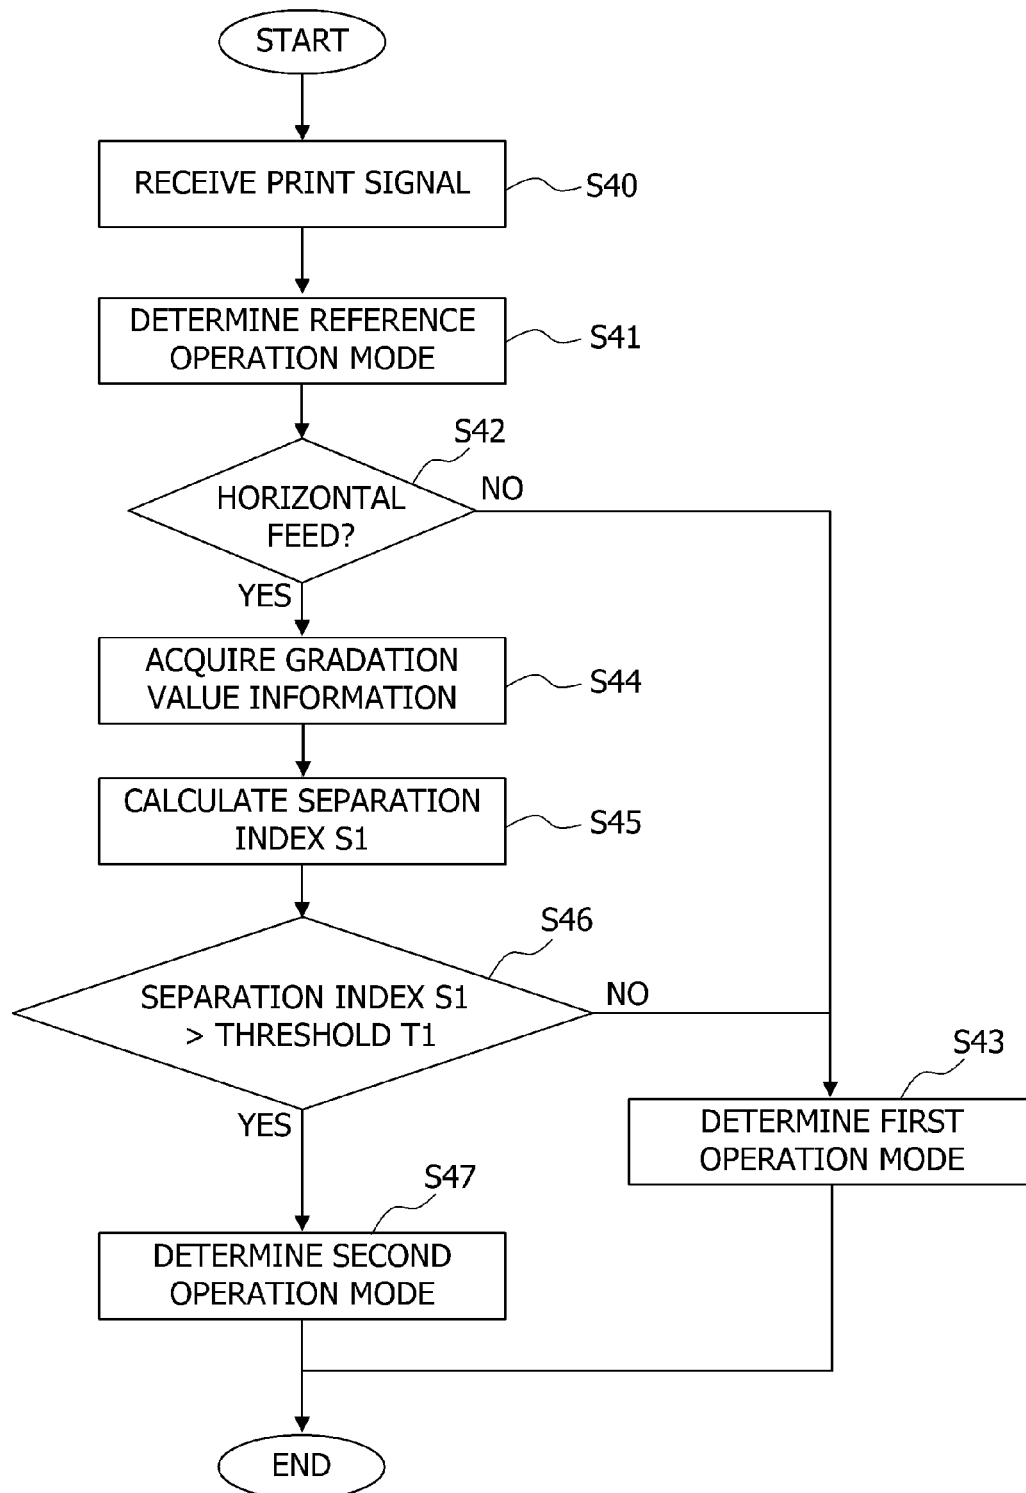 START
RECEIVE PRINT SIGNAL
S40
DETERMINE REFERENCE
OPERATION MODE
S41
S42
HORIZONTAL
FEED?
NO
YES
ACQUIRE GRADATION
VALUE INFORMATION
S44
CALCULATE SEPARATION
INDEX S1
S45
S46
SEPARATION INDEX S1
> THRESHOLD T1
NO
YES
S43
DETERMINE FIRST
OPERATION MODE
S47
DETERMINE SECOND
OPERATION MODE
END